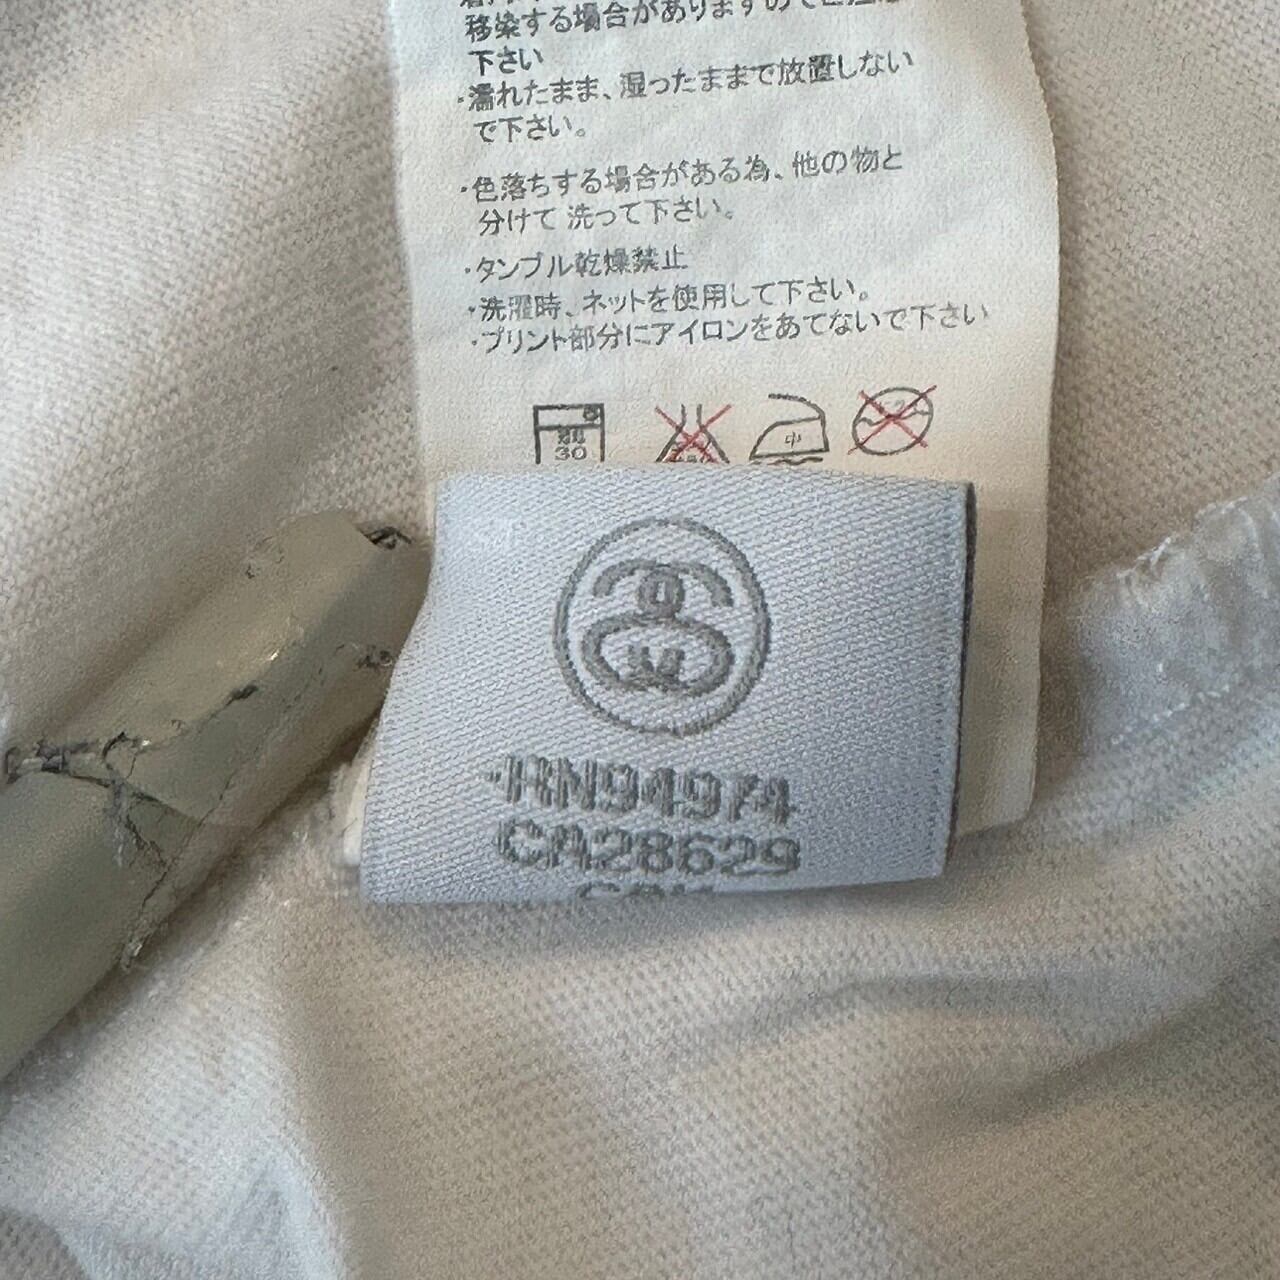 移染する場合がありますので
下さい
・濡れたまま、湿ったままで放置しない
で下さい。
・色落ちする場合がある為、他の物と
分けて 洗って下さい。
・タンブル乾燥禁止
・洗濯時、ネットを使用して下さい。
・プリント部分にアイロンをあてないで下さい
30
中
RN94974
CA28629